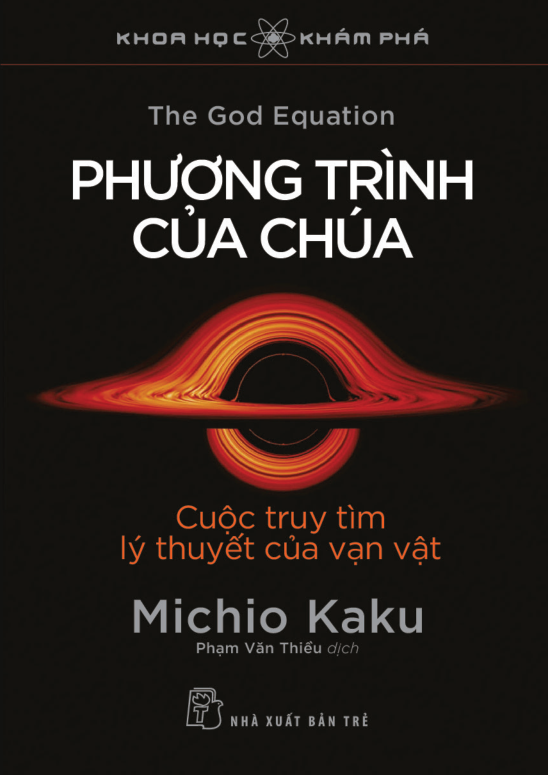 KHOA HỌC KHÁM PHÁ
The God Equation
PHƯƠNG TRÌNH
CỦA CHÚA
Cuộc truy tìm
lý thuyết của vạn vật
Michio Kaku
Phạm Văn Thiều dịch
NHÀ XUẤT BẢN TRẺ